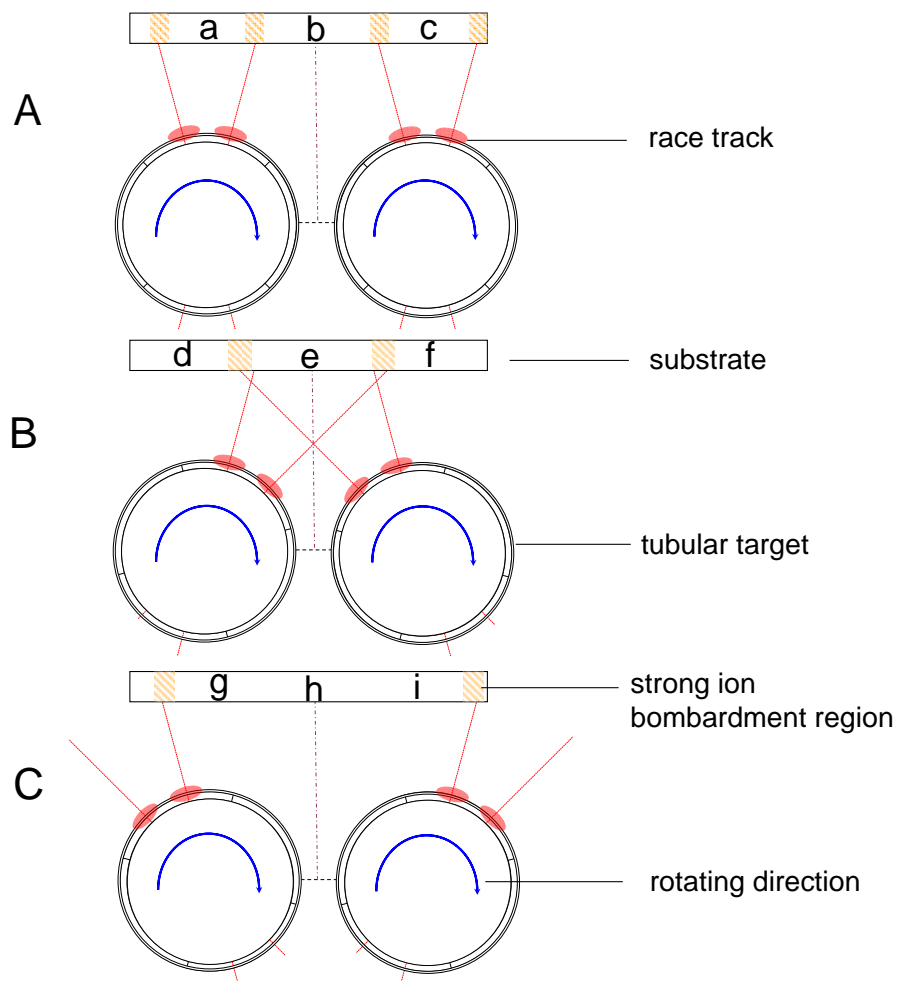 a b c
A
race track
d e f
substrate
B
tubular target
g h i
strong ion
bombardment region
C
rotating direction